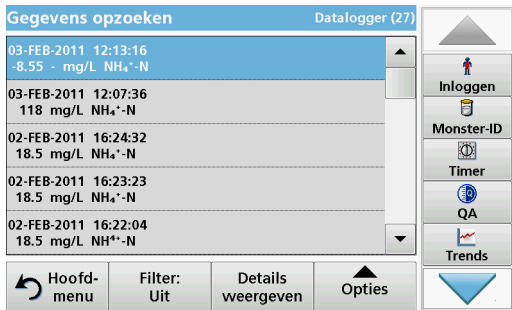 Gegevens opzoeken
Datalogger (27)
03-FEB-2011 12:13:16
-8.55 - mg/L NH₄⁺-N
03-FEB-2011 12:07:36
118 mg/L NH₄⁺-N
02-FEB-2011 16:24:32
18.5 mg/L NH₄⁺-N
02-FEB-2011 16:23:23
18.5 mg/L NH₄⁺-N
02-FEB-2011 16:22:04
18.5 mg/L NH⁴⁺-N
Inloggen
Monster-ID
Timer
QA
Trends
Hoofd-
menu
Filter:
Uit
Details
weergeven
Opties